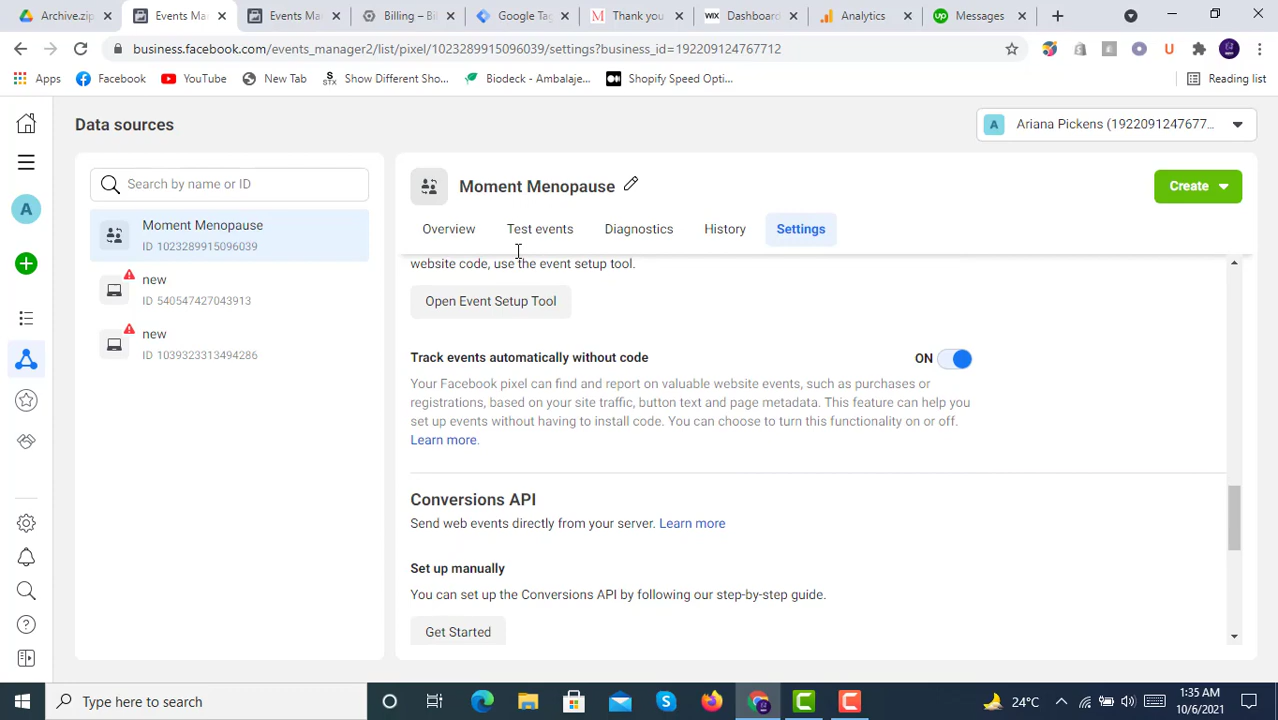 Archive.zip
Events Ma
Events Ma
Billing – Bi
Google Ta
Thank you
Dashboard
Analytics
Messages
business.facebook.com/events_manager2/list/pixel/1023289915096039/settings?business_id=192209124767712
Apps
Facebook
YouTube
New Tab
Show Different Sho...
Biodeck - Ambalaje...
Shopify Speed Opti...
Reading list
Data sources
A
Ariana Pickens (1922091247677...
Search by name or ID
Moment Menopause
Create
Moment Menopause
ID 1023289915096039
Overview
Test events
Diagnostics
History
Settings
A
new
ID 540547427043913
new
ID 1039323313494286
website code, use the event setup tool.
Open Event Setup Tool
Track events automatically without code
ON
Your Facebook pixel can find and report on valuable website events, such as purchases or
registrations, based on your site traffic, button text and page metadata. This feature can help you
set up events without having to install code. You can choose to turn this functionality on or off.
Learn more.
Conversions API
Send web events directly from your server. Learn more
Set up manually
You can set up the Conversions API by following our step-by-step guide.
Get Started
Type here to search
24°C
1:35 AM
10/6/2021